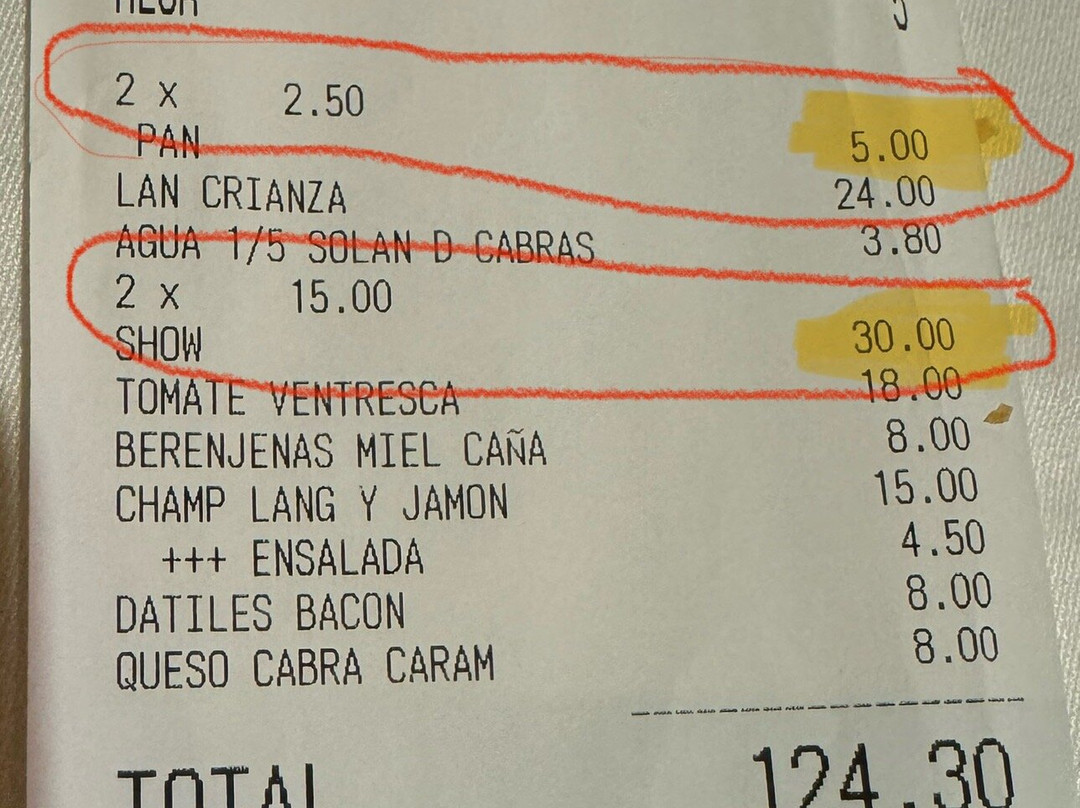 2 x 2.50
PAN 5.00
LAN CRIANZA 24.00
AGUA 1/5 SOLAN D CABRAS 3.80
2 x 15.00
SHOW 30.00
TOMATE VENTRESCA 18.00
BERENJENAS MIEL CAÑA 8.00
CHAMP LANG Y JAMON 15.00
+++ ENSALADA 4.50
DATILES BACON 8.00
QUESO CABRA CARAM 8.00
TOTAL 124.30